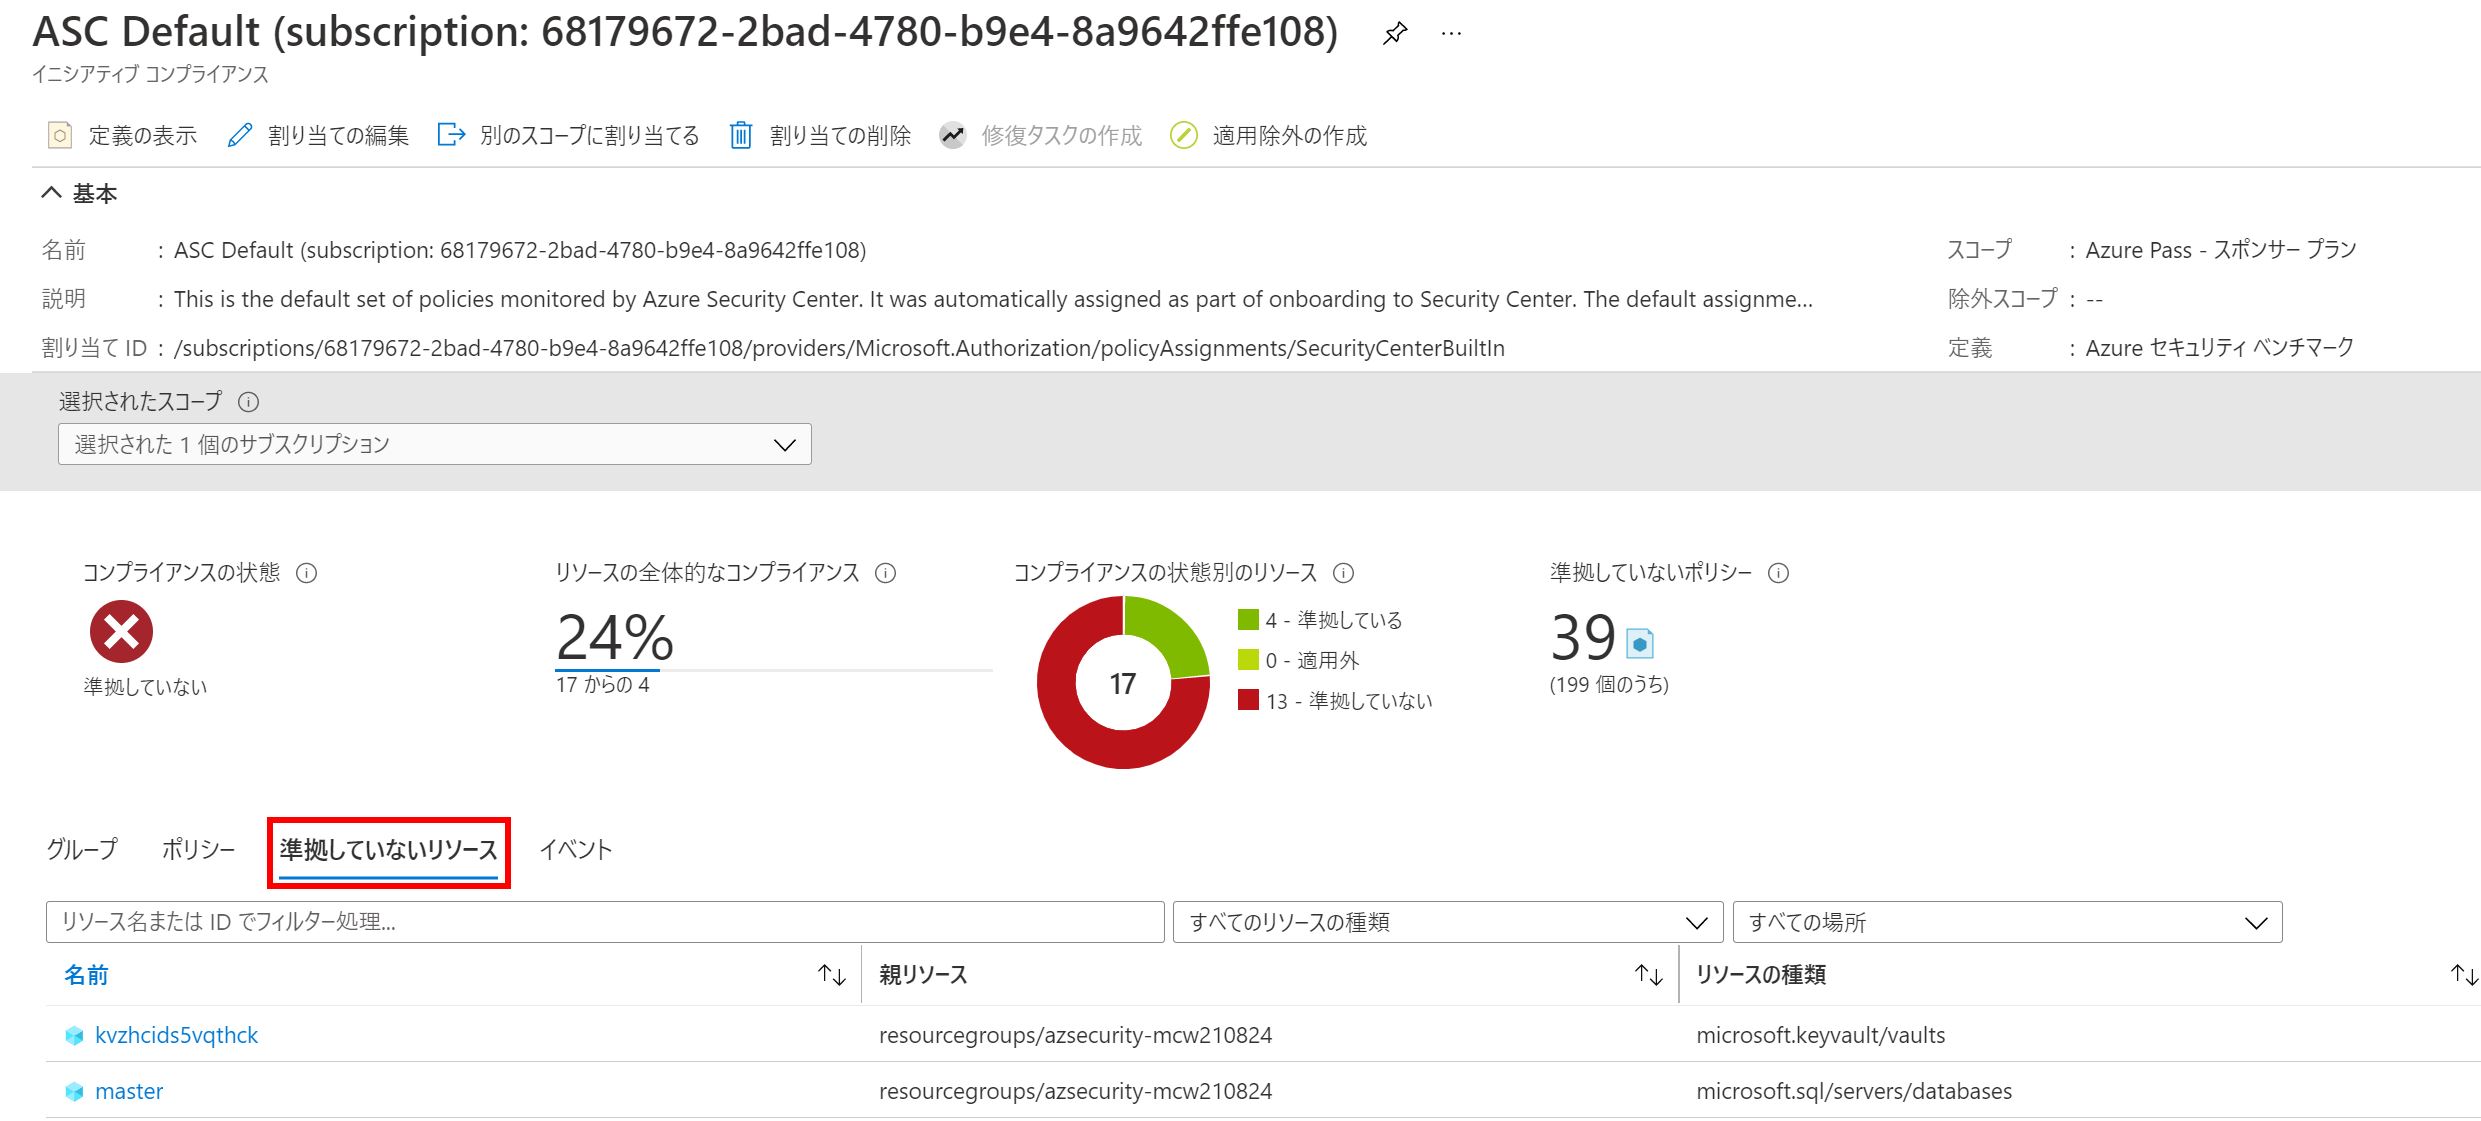 ASC Default (subscription: 68179672-2bad-4780-b9e4-8a9642ffe108)
イニシアティブ コンプライアンス
定義の表示 割り当ての編集 別のスコープに割り当てる 割り当ての削除 修復タスクの作成 適用除外の作成
基本
名前 : ASC Default (subscription: 68179672-2bad-4780-b9e4-8a9642ffe108) スコープ : Azure Pass - スポンサー プラン
説明 : This is the default set of policies monitored by Azure Security Center. It was automatically assigned as part of onboarding to Security Center. The default assignme... 除外スコープ : --
割り当て ID : /subscriptions/68179672-2bad-4780-b9e4-8a9642ffe108/providers/Microsoft.Authorization/policyAssignments/SecurityCenterBuiltIn 定義 : Azure セキュリティ ベンチマーク
選択されたスコープ
選択された 1 個のサブスクリプション
コンプライアンスの状態
準拠していない
リソースの全体的なコンプライアンス
24%
17 からの 4
コンプライアンスの状態別のリソース
17
4 - 準拠している
0 - 適用外
13 - 準拠していない
準拠していないポリシー
39
(199 個のうち)
グループ ポリシー 準拠していないリソース イベント
リソース名または ID でフィルター処理... すべてのリソースの種類 すべての場所
名前 親リソース リソースの種類
kvzhcids5vqthck resourcegroups/azsecurity-mcw210824 microsoft.keyvault/vaults
master resourcegroups/azsecurity-mcw210824 microsoft.sql/servers/databases